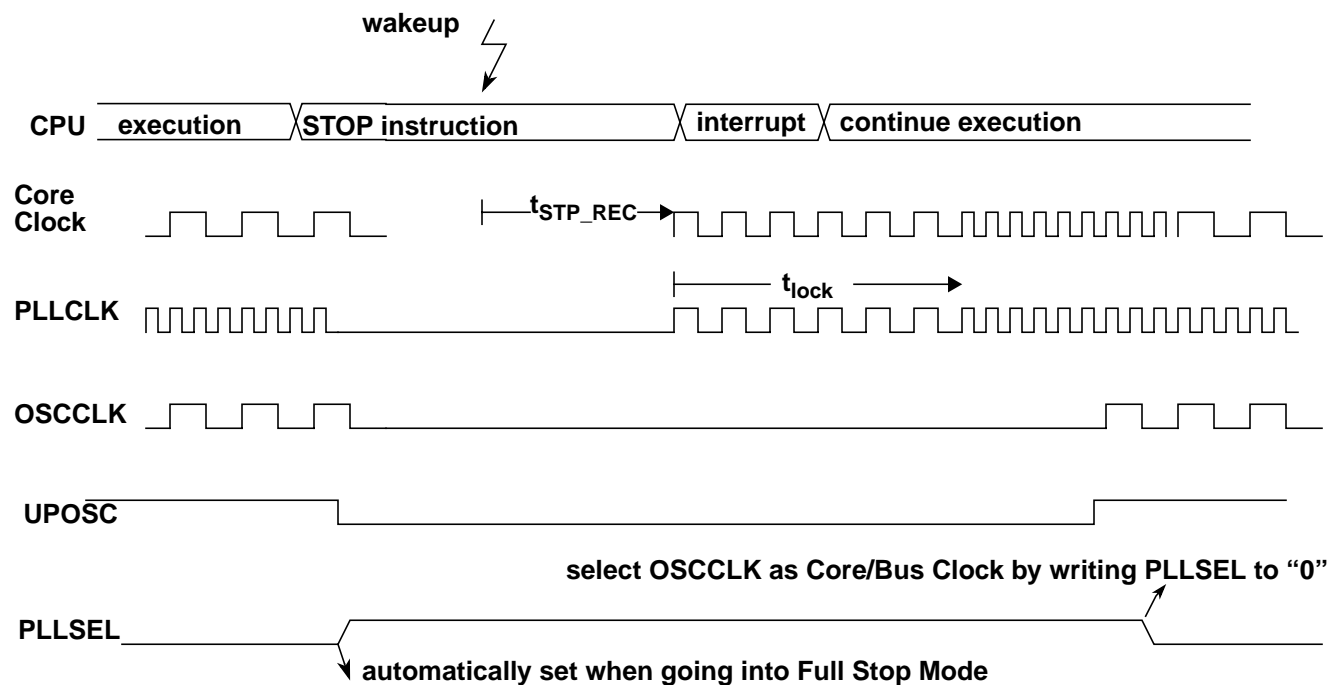 wakeup
CPU execution STOP instruction interrupt continue execution
Core
Clock
tSTP_REC
tlock
PLLCLK
OSCCLK
UPOSC
select OSCCLK as Core/Bus Clock by writing PLLSEL to “0”
PLLSEL
automatically set when going into Full Stop Mode